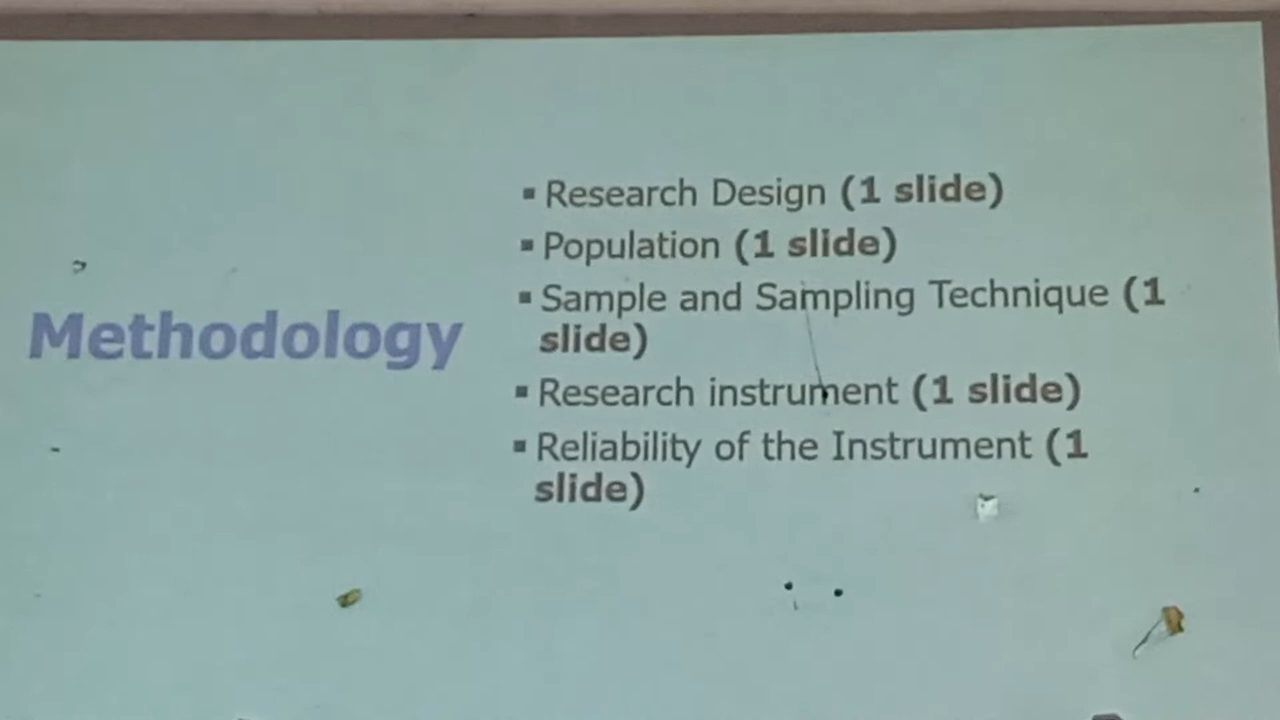 Methodology
▪ Research Design (1 slide)
▪ Population (1 slide)
▪ Sample and Sampling Technique (1
slide)
▪ Research instrument (1 slide)
▪ Reliability of the Instrument (1
slide)